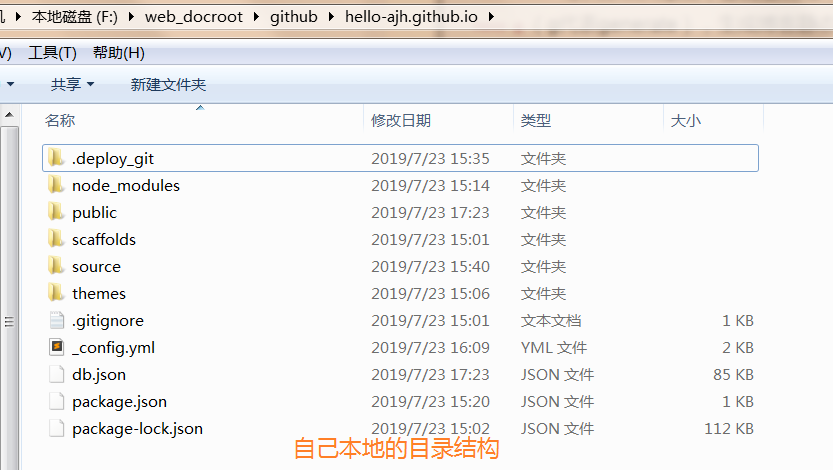 本地磁盘 (F:) ▸ web_docroot ▸ github ▸ hello-ajh.github.io ▸
工具(T) 帮助(H)
共享 新建文件夹
名称 修改日期 类型 大小
.deploy_git 2019/7/23 15:35 文件夹
node_modules 2019/7/23 15:14 文件夹
public 2019/7/23 17:23 文件夹
scaffolds 2019/7/23 15:01 文件夹
source 2019/7/23 15:40 文件夹
themes 2019/7/23 15:06 文件夹
.gitignore 2019/7/23 15:01 文本文档 1 KB
_config.yml 2019/7/23 16:09 YML 文件 2 KB
db.json 2019/7/23 17:23 JSON 文件 85 KB
package.json 2019/7/23 15:20 JSON 文件 1 KB
package-lock.json 2019/7/23 15:02 JSON 文件 112 KB
自己本地的目录结构